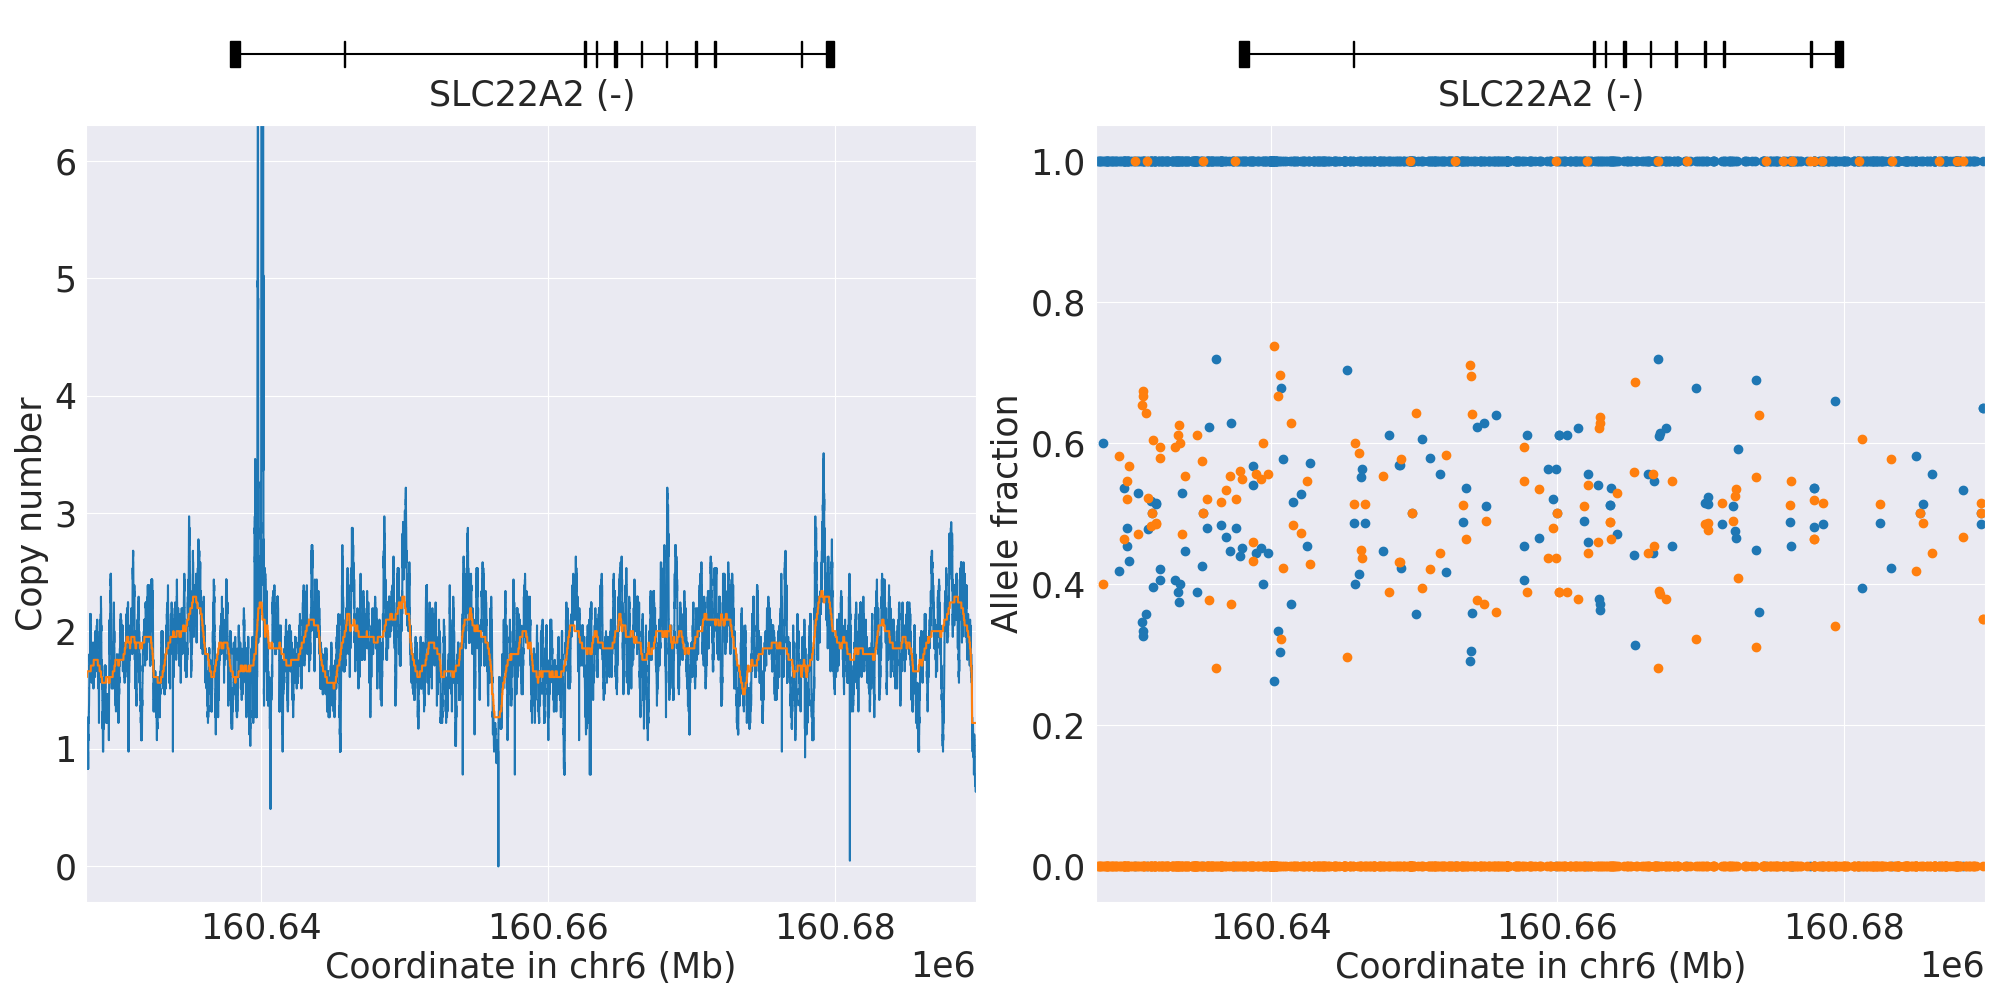 SLC22A2 (-)
6
5
4
3
2
1
0
Copy number
160.64 160.66 160.68
Coordinate in chr6 (Mb) 1e6
SLC22A2 (-)
1.0
0.8
0.6
0.4
0.2
0.0
Allele fraction
160.64 160.66 160.68
Coordinate in chr6 (Mb) 1e6